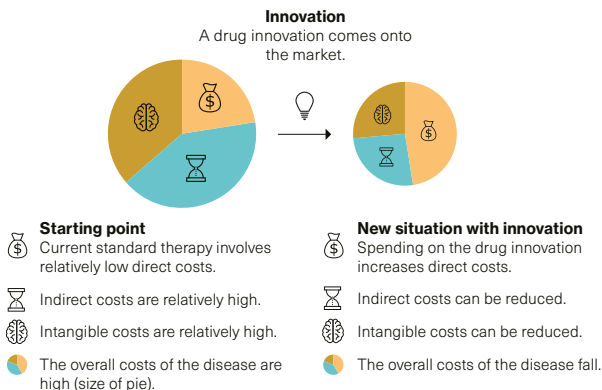 Innovation
A drug innovation comes onto
the market.
$
$
Starting point
$
Current standard therapy involves
relatively low direct costs.
Indirect costs are relatively high.
Intangible costs are relatively high.
The overall costs of the disease are
high (size of pie).
New situation with innovation
$
Spending on the drug innovation
increases direct costs.
Indirect costs can be reduced.
Intangible costs can be reduced.
The overall costs of the disease fall.